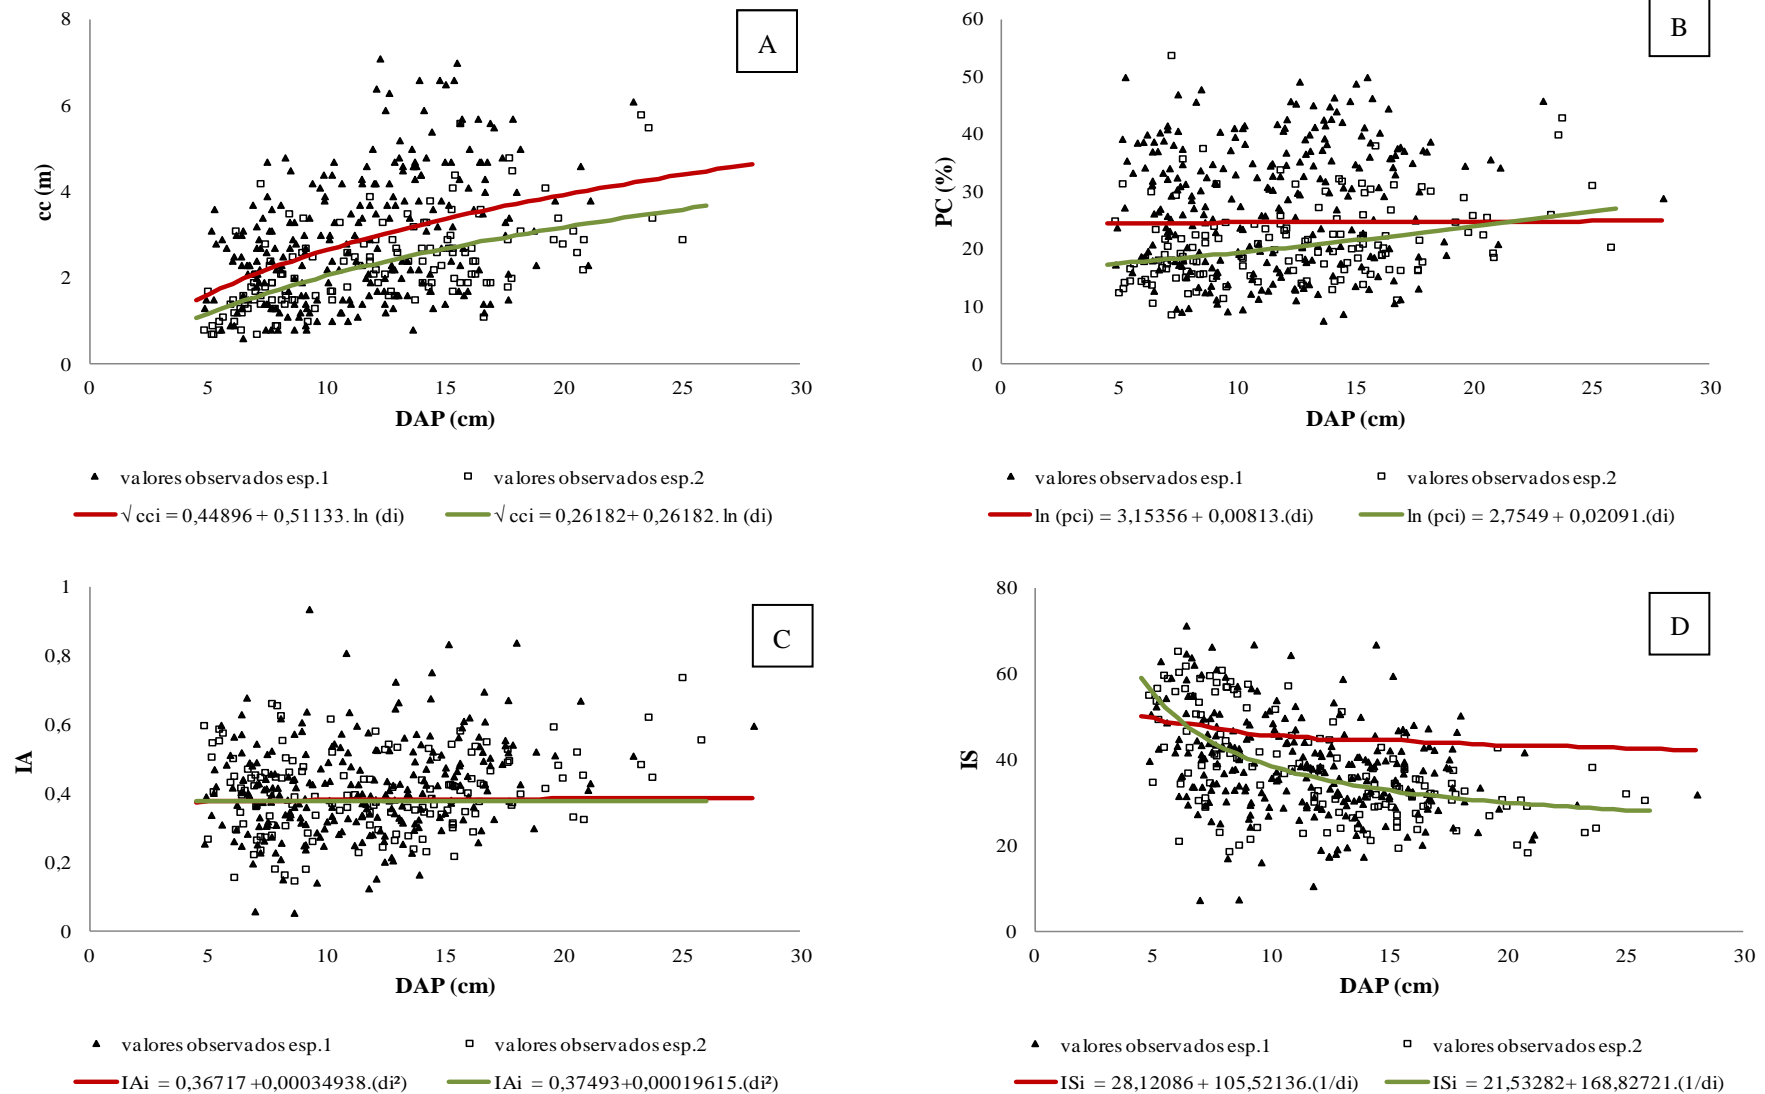 A
8
6
4
2
0
cc (m)
0 5 10 15 20 25 30
DAP (cm)
▲ valores observados esp.1 □ valores observados esp.2
√ cci = 0,44896 + 0,51133. ln (di) √ cci = 0,26182+ 0,26182. ln (di)
B
60
50
40
30
20
10
0
PC (%)
0 5 10 15 20 25 30
DAP (cm)
▲ valores observados esp.1 □ valores observados esp.2
ln (pci) = 3,15356 + 0,00813.(di) ln (pci) = 2,7549 + 0,02091.(di)
C
1
0,8
0,6
0,4
0,2
0
IA
0 5 10 15 20 25 30
DAP (cm)
▲ valores observados esp.1 □ valores observados esp.2
IAi = 0,36717 +0,00034938.(di²) IAi = 0,37493+0,00019615.(di²)
D
80
60
40
20
0
IS
0 5 10 15 20 25 30
DAP (cm)
▲ valores observados esp.1 □ valores observados esp.2
ISi = 28,12086 + 105,52136.(1/di) ISi = 21,53282+ 168,82721.(1/di)